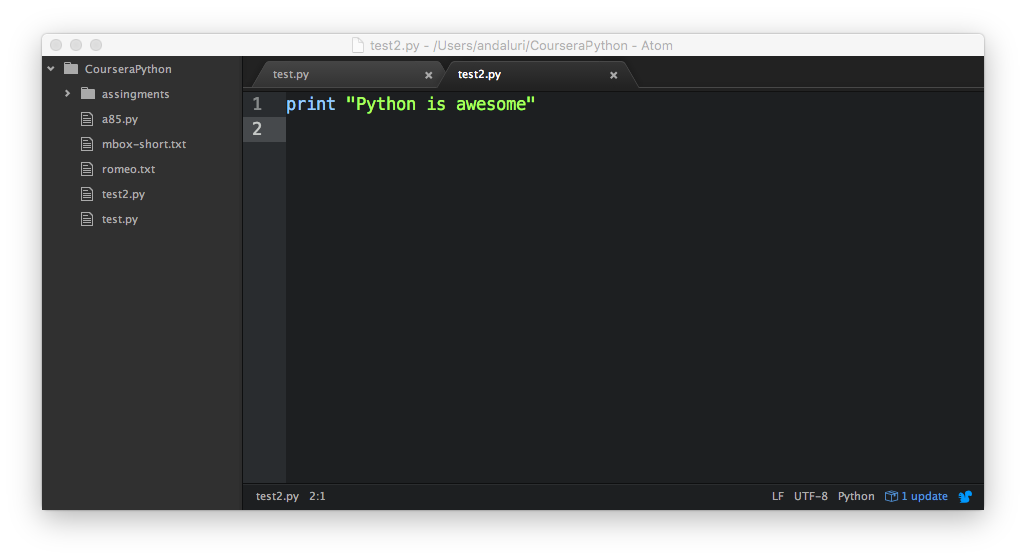 test2.py - /Users/andaluri/CourseraPython - Atom
CourseraPython
assingments
a85.py
mbox-short.txt
romeo.txt
test2.py
test.py
test.py test2.py
1 print "Python is awesome"
2
test2.py 2:1 LF UTF-8 Python 1 update